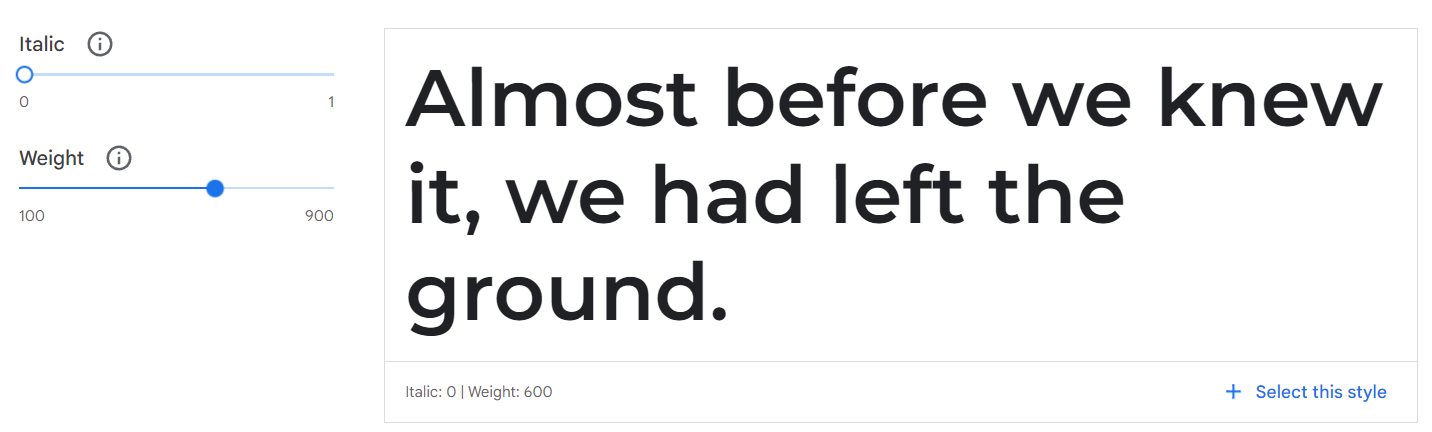 Italic
0 1
Weight
100 900
Almost before we knew
it, we had left the
ground.
Italic: 0 | Weight: 600
+ Select this style